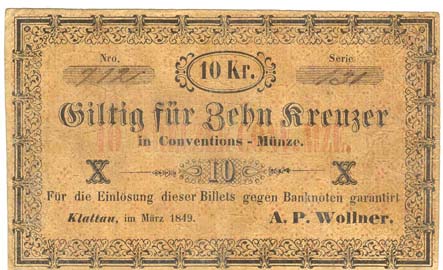 Nro. Serie
10 Kr.
Giltig für Zehn Kreuzer
in Conventions - Münze.
X 10 X
Für die Einlösung dieser Billets gegen Banknoten garantirt
Klattau, im März 1849. A. P. Wollner.